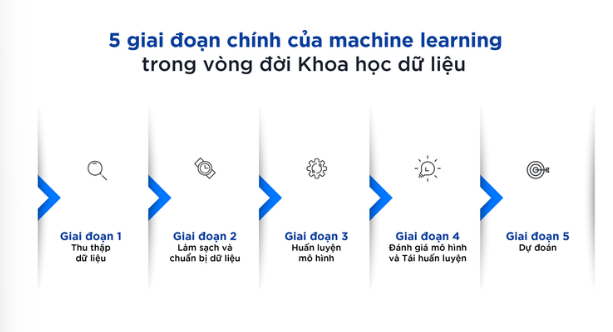 5 giai đoạn chính của machine learning
trong vòng đời Khoa học dữ liệu
Giai đoạn 1
Thu thập
dữ liệu
Giai đoạn 2
Làm sạch và
chuẩn bị dữ liệu
Giai đoạn 3
Huấn luyện
mô hình
Giai đoạn 4
Đánh giá mô hình
và Tái huấn luyện
Giai đoạn 5
Dự đoán